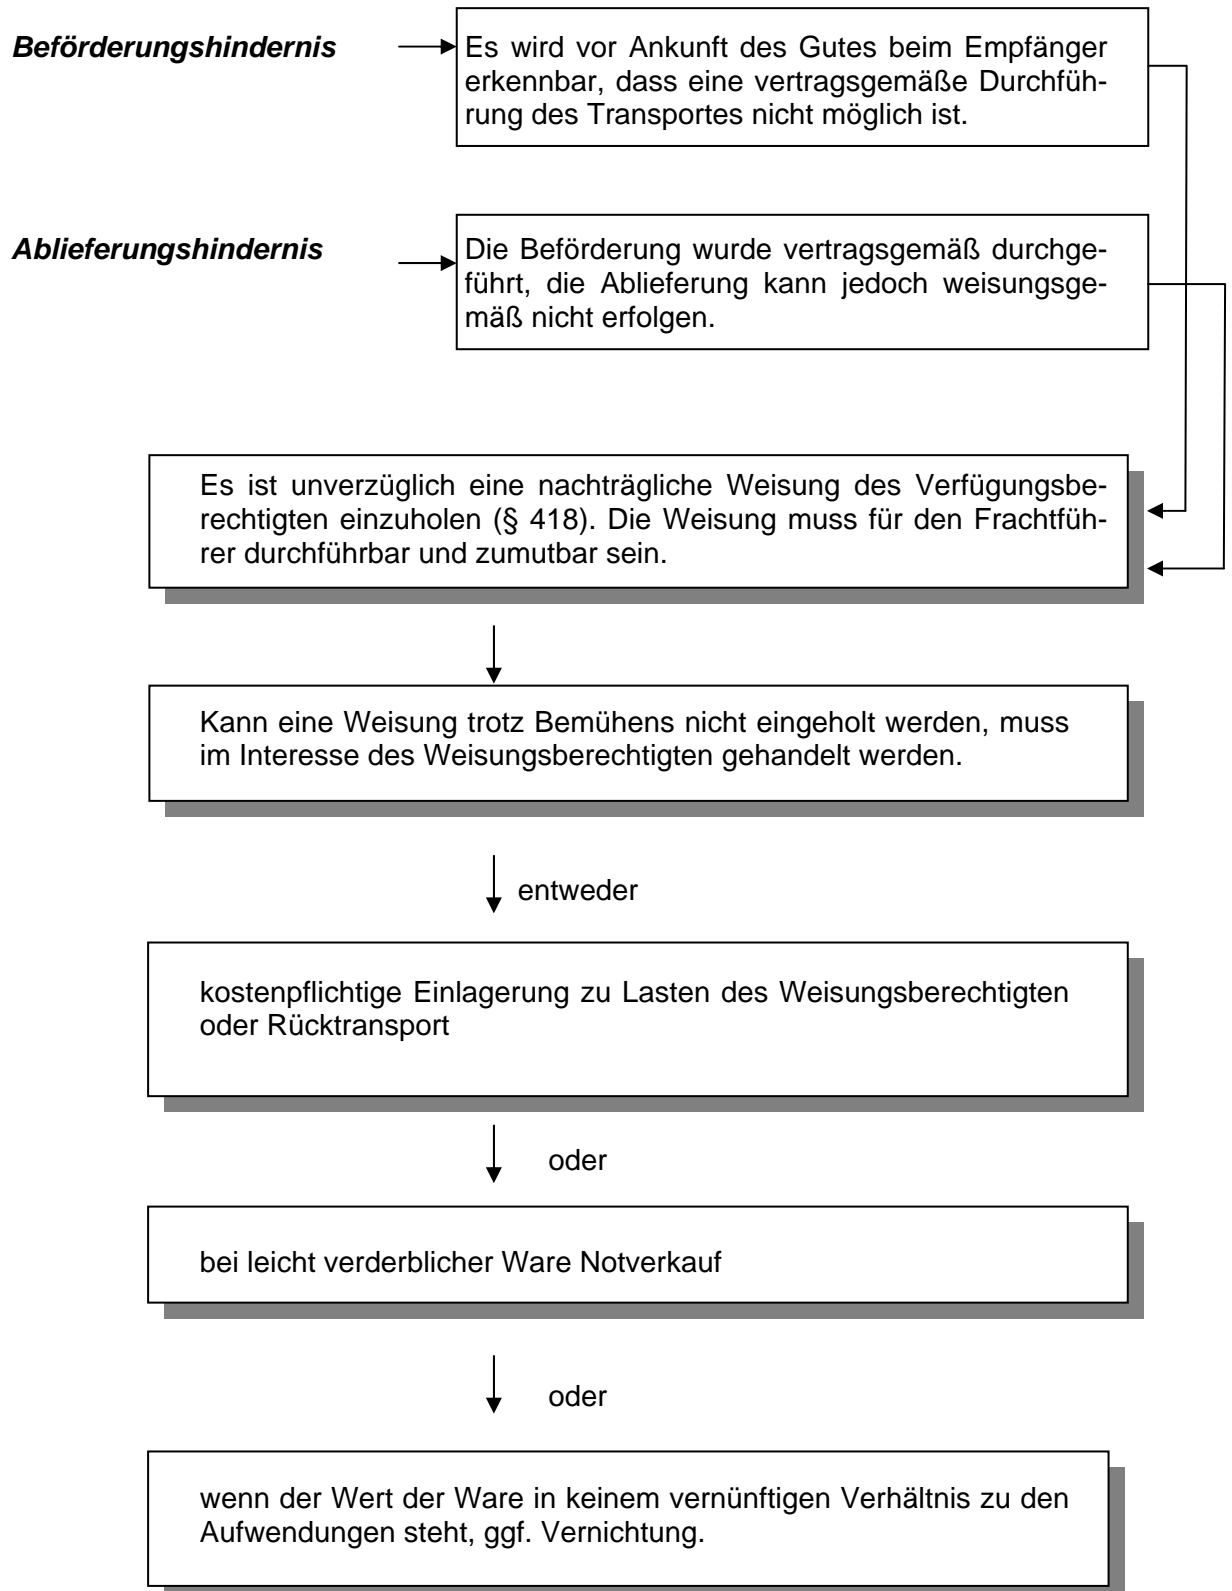 Beförderungshindernis
Es wird vor Ankunft des Gutes beim Empfänger
erkennbar, dass eine vertragsgemäße Durchfüh-
rung des Transportes nicht möglich ist.
Ablieferungshindernis
Die Beförderung wurde vertragsgemäß durchge-
führt, die Ablieferung kann jedoch weisungsge-
mäß nicht erfolgen.
Es ist unverzüglich eine nachträgliche Weisung des Verfügungsbe-
rechtigten einzuholen (§ 418). Die Weisung muss für den Frachtfüh-
rer durchführbar und zumutbar sein.
Kann eine Weisung trotz Bemühens nicht eingeholt werden, muss
im Interesse des Weisungsberechtigten gehandelt werden.
entweder
kostenpflichtige Einlagerung zu Lasten des Weisungsberechtigten
oder Rücktransport
oder
bei leicht verderblicher Ware Notverkauf
oder
wenn der Wert der Ware in keinem vernünftigen Verhältnis zu den
Aufwendungen steht, ggf. Vernichtung.